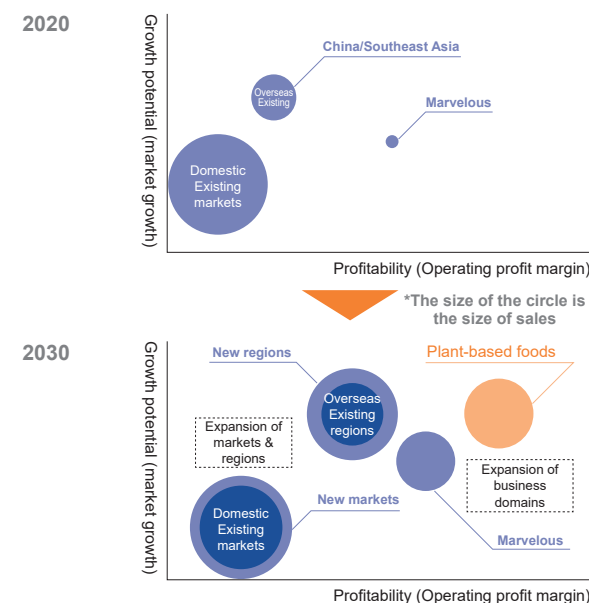 2020
Growth potential (market growth)
China/Southeast Asia
Overseas
Existing
Marvelous
Domestic
Existing
markets
Profitability (Operating profit margin)
*The size of the circle is
the size of sales
2030
Growth potential (market growth)
New regions
Plant-based foods
Overseas
Existing
regions
Expansion of
markets &
regions
Expansion of
business
domains
New markets
Domestic
Existing
markets
Marvelous
Profitability (Operating profit margin)